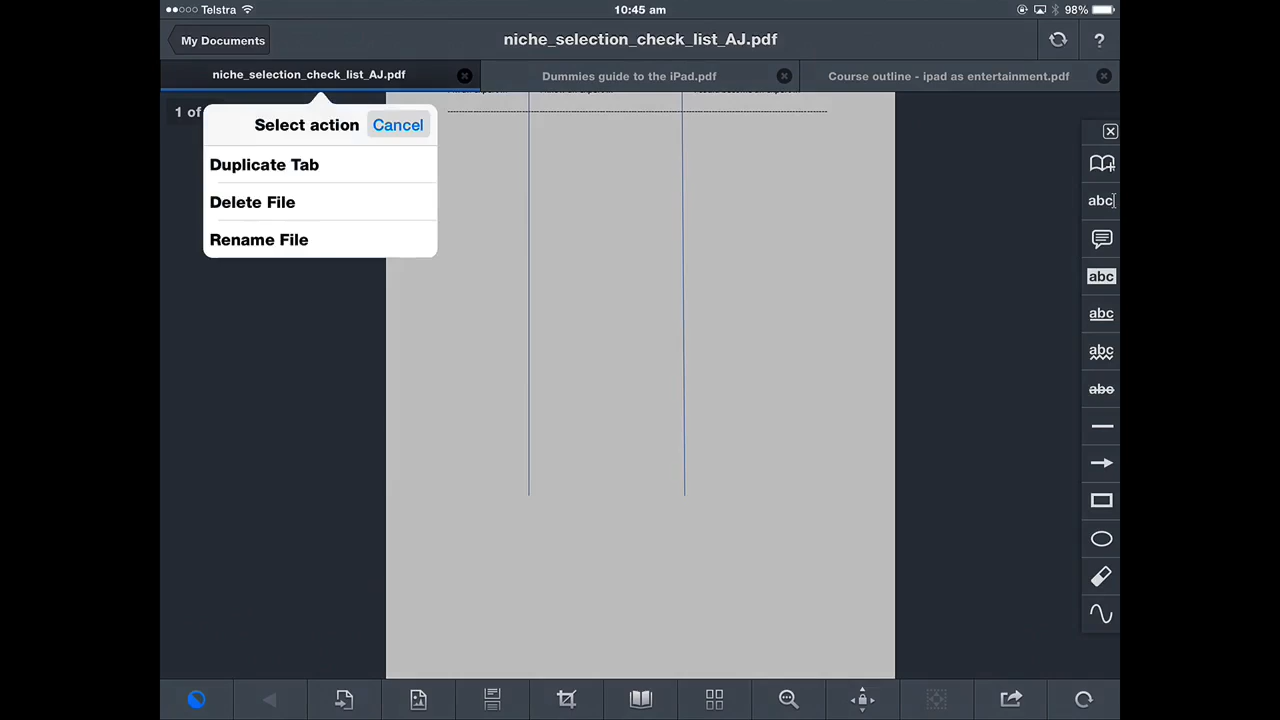 Telstra
10:45 am
98%
My Documents
niche_selection_check_list_AJ.pdf
?
niche_selection_check_list_AJ.pdf
Dummies guide to the iPad.pdf
Course outline - ipad as entertainment.pdf
1 of
Select action
Cancel
Duplicate Tab
Delete File
Rename File
abc
abc
abc
abc
abc